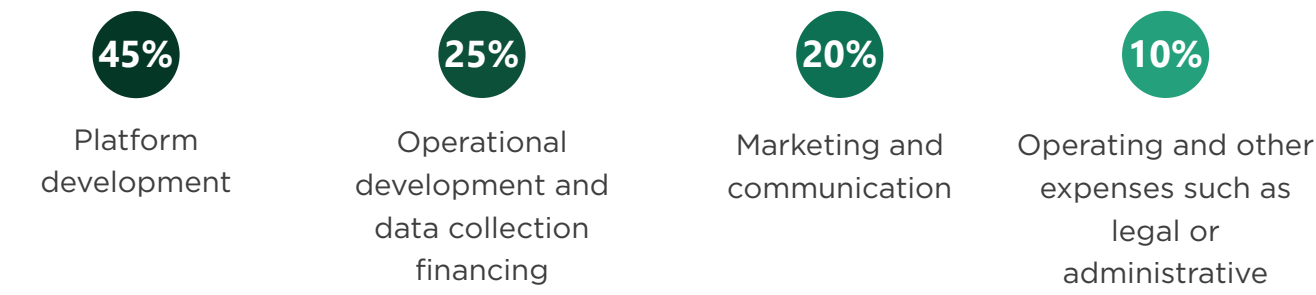 45%
Platform
development
25%
Operational
development and
data collection
financing
20%
Marketing and
communication
10%
Operating and other
expenses such as
legal or
administrative